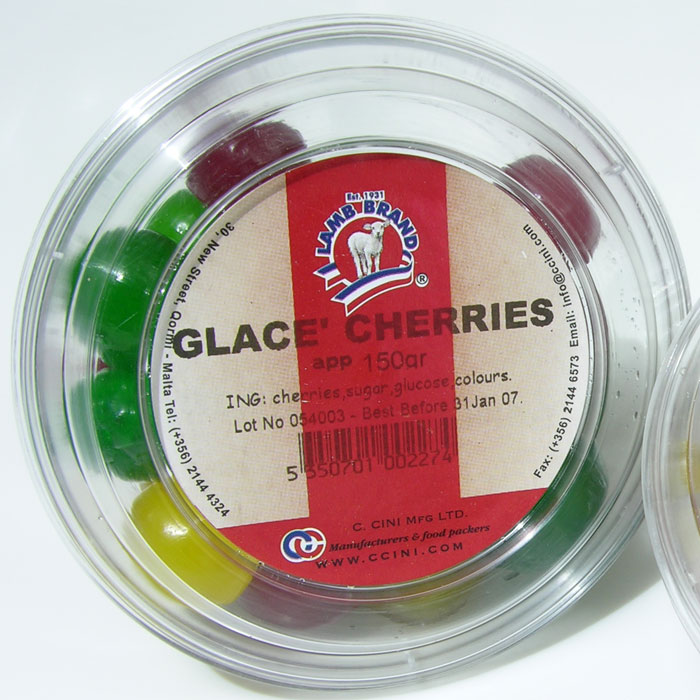 Est. 1931
LAMB BRAND
®
GLACE' CHERRIES
app 150gr
ING: cherries,sugar,glucose,colours.
Lot No 054003 - Best Before 31Jan 07.
5 350701 002274
C. CINI MFG LTD.
Manufacturers & food packers
WWW.CCINI.COM
30, New Street, Qormi - Malta Tel: (+356) 2144 4324
Fax: (+356) 2144 6573 Email: info@ccini.com